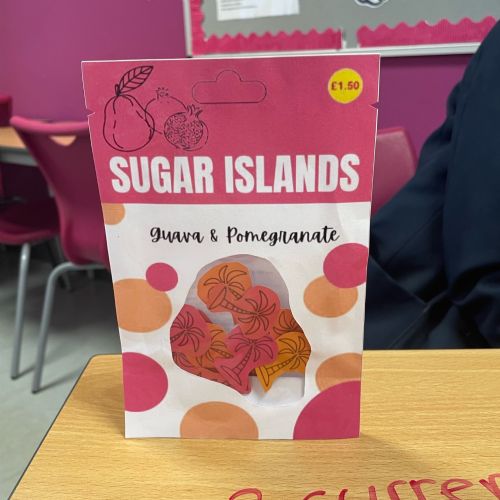 £1.50
SUGAR ISLANDS
guava & Pomegranate